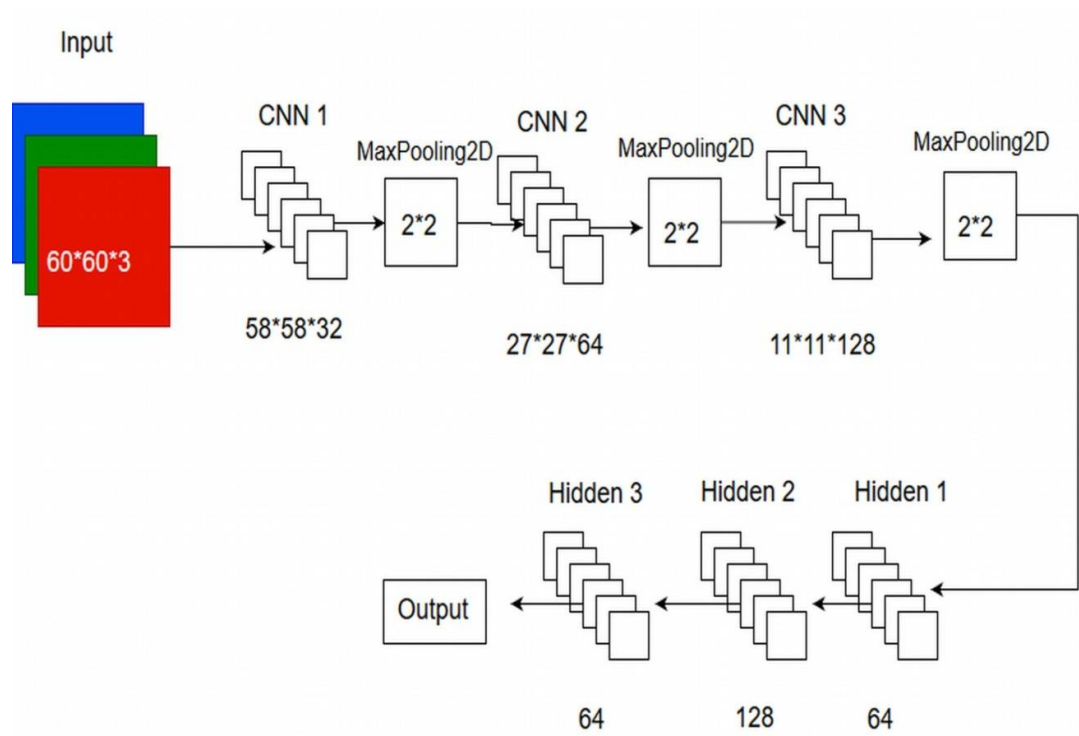 Input
CNN 1
CNN 2
CNN 3
MaxPooling2D
MaxPooling2D
MaxPooling2D
60*60*3
2*2
2*2
2*2
58*58*32
27*27*64
11*11*128
Hidden 3
Hidden 2
Hidden 1
Output
64
128
64